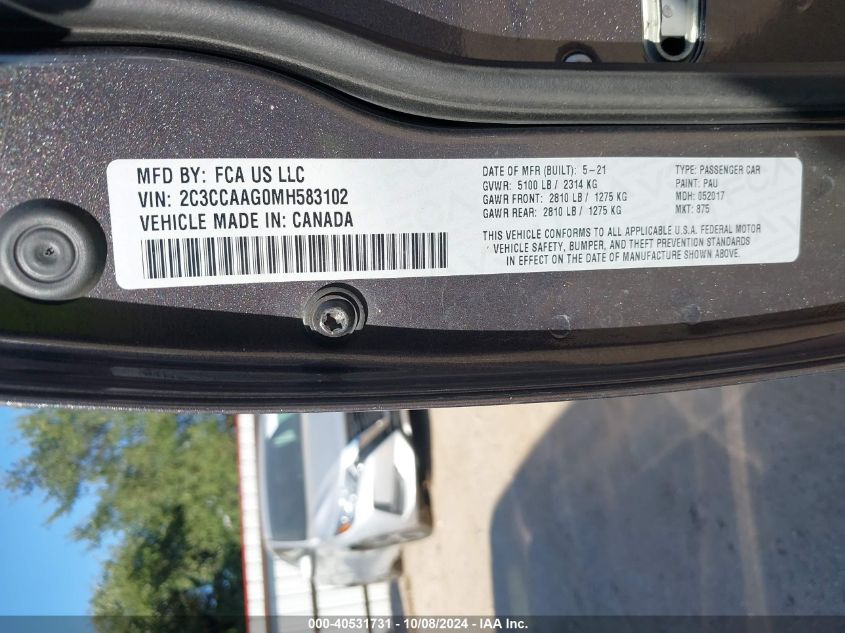 MFD BY: FCA US LLC
VIN: 2C3CCAAG0MH583102
VEHICLE MADE IN: CANADA
DATE OF MFR (BUILT): 5-21
GVWR: 5100 LB / 2314 KG
GAWR FRONT: 2810 LB / 1275 KG
GAWR REAR: 2810 LB / 1275 KG
TYPE: PASSENGER CAR
PAINT: PAU
MDH: 052017
MKT: 875
THIS VEHICLE CONFORMS TO ALL APPLICABLE U.S.A. FEDERAL MOTOR
VEHICLE SAFETY, BUMPER, AND THEFT PREVENTION STANDARDS
IN EFFECT ON THE DATE OF MANUFACTURE SHOWN ABOVE.
000-40531731 - 10/08/2024 - IAA Inc.